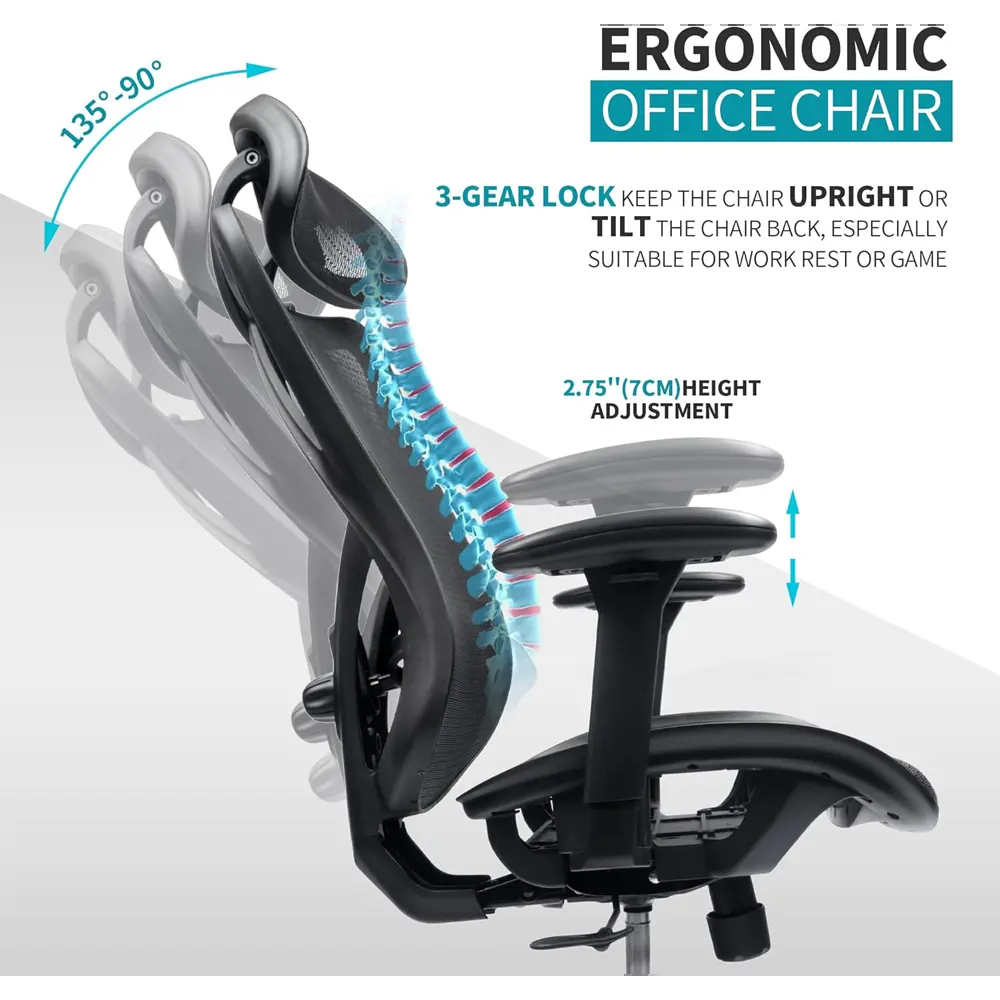 ERGONOMIC
OFFICE CHAIR
135°-90°
3-GEAR LOCK KEEP THE CHAIR UPRIGHT OR
TILT THE CHAIR BACK, ESPECIALLY
SUITABLE FOR WORK REST OR GAME
2.75''(7CM)HEIGHT
ADJUSTMENT